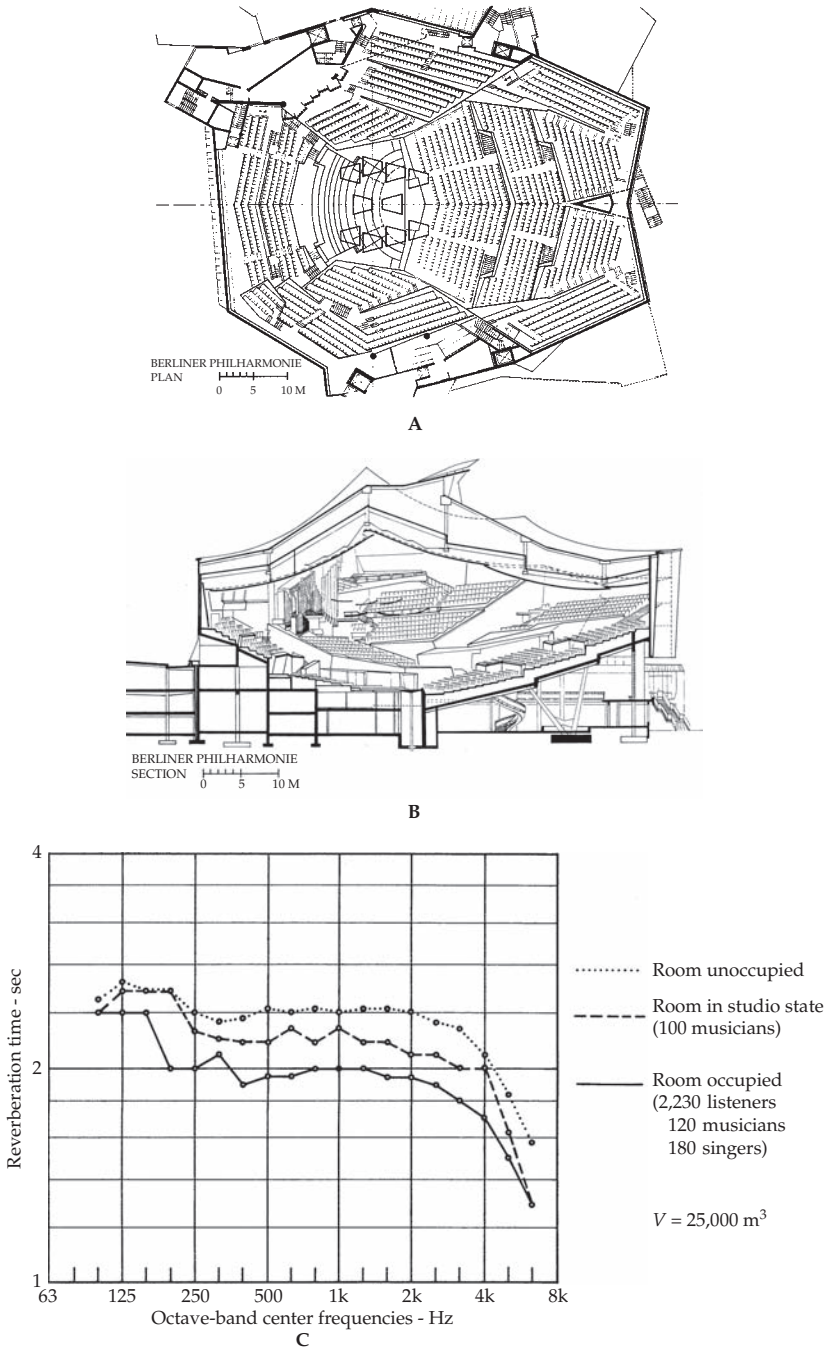 BERLINER PHILHARMONIE
PLAN
0 5 10 M
A
BERLINER PHILHARMONIE
SECTION
0 5 10 M
B
4
2
1
Reverberation time - sec
63 125 250 500 1k 2k 4k 8k
Octave-band center frequencies - Hz
C
Room unoccupied
Room in studio state
(100 musicians)
Room occupied
(2,230 listeners
120 musicians
180 singers)
V = 25,000 m³